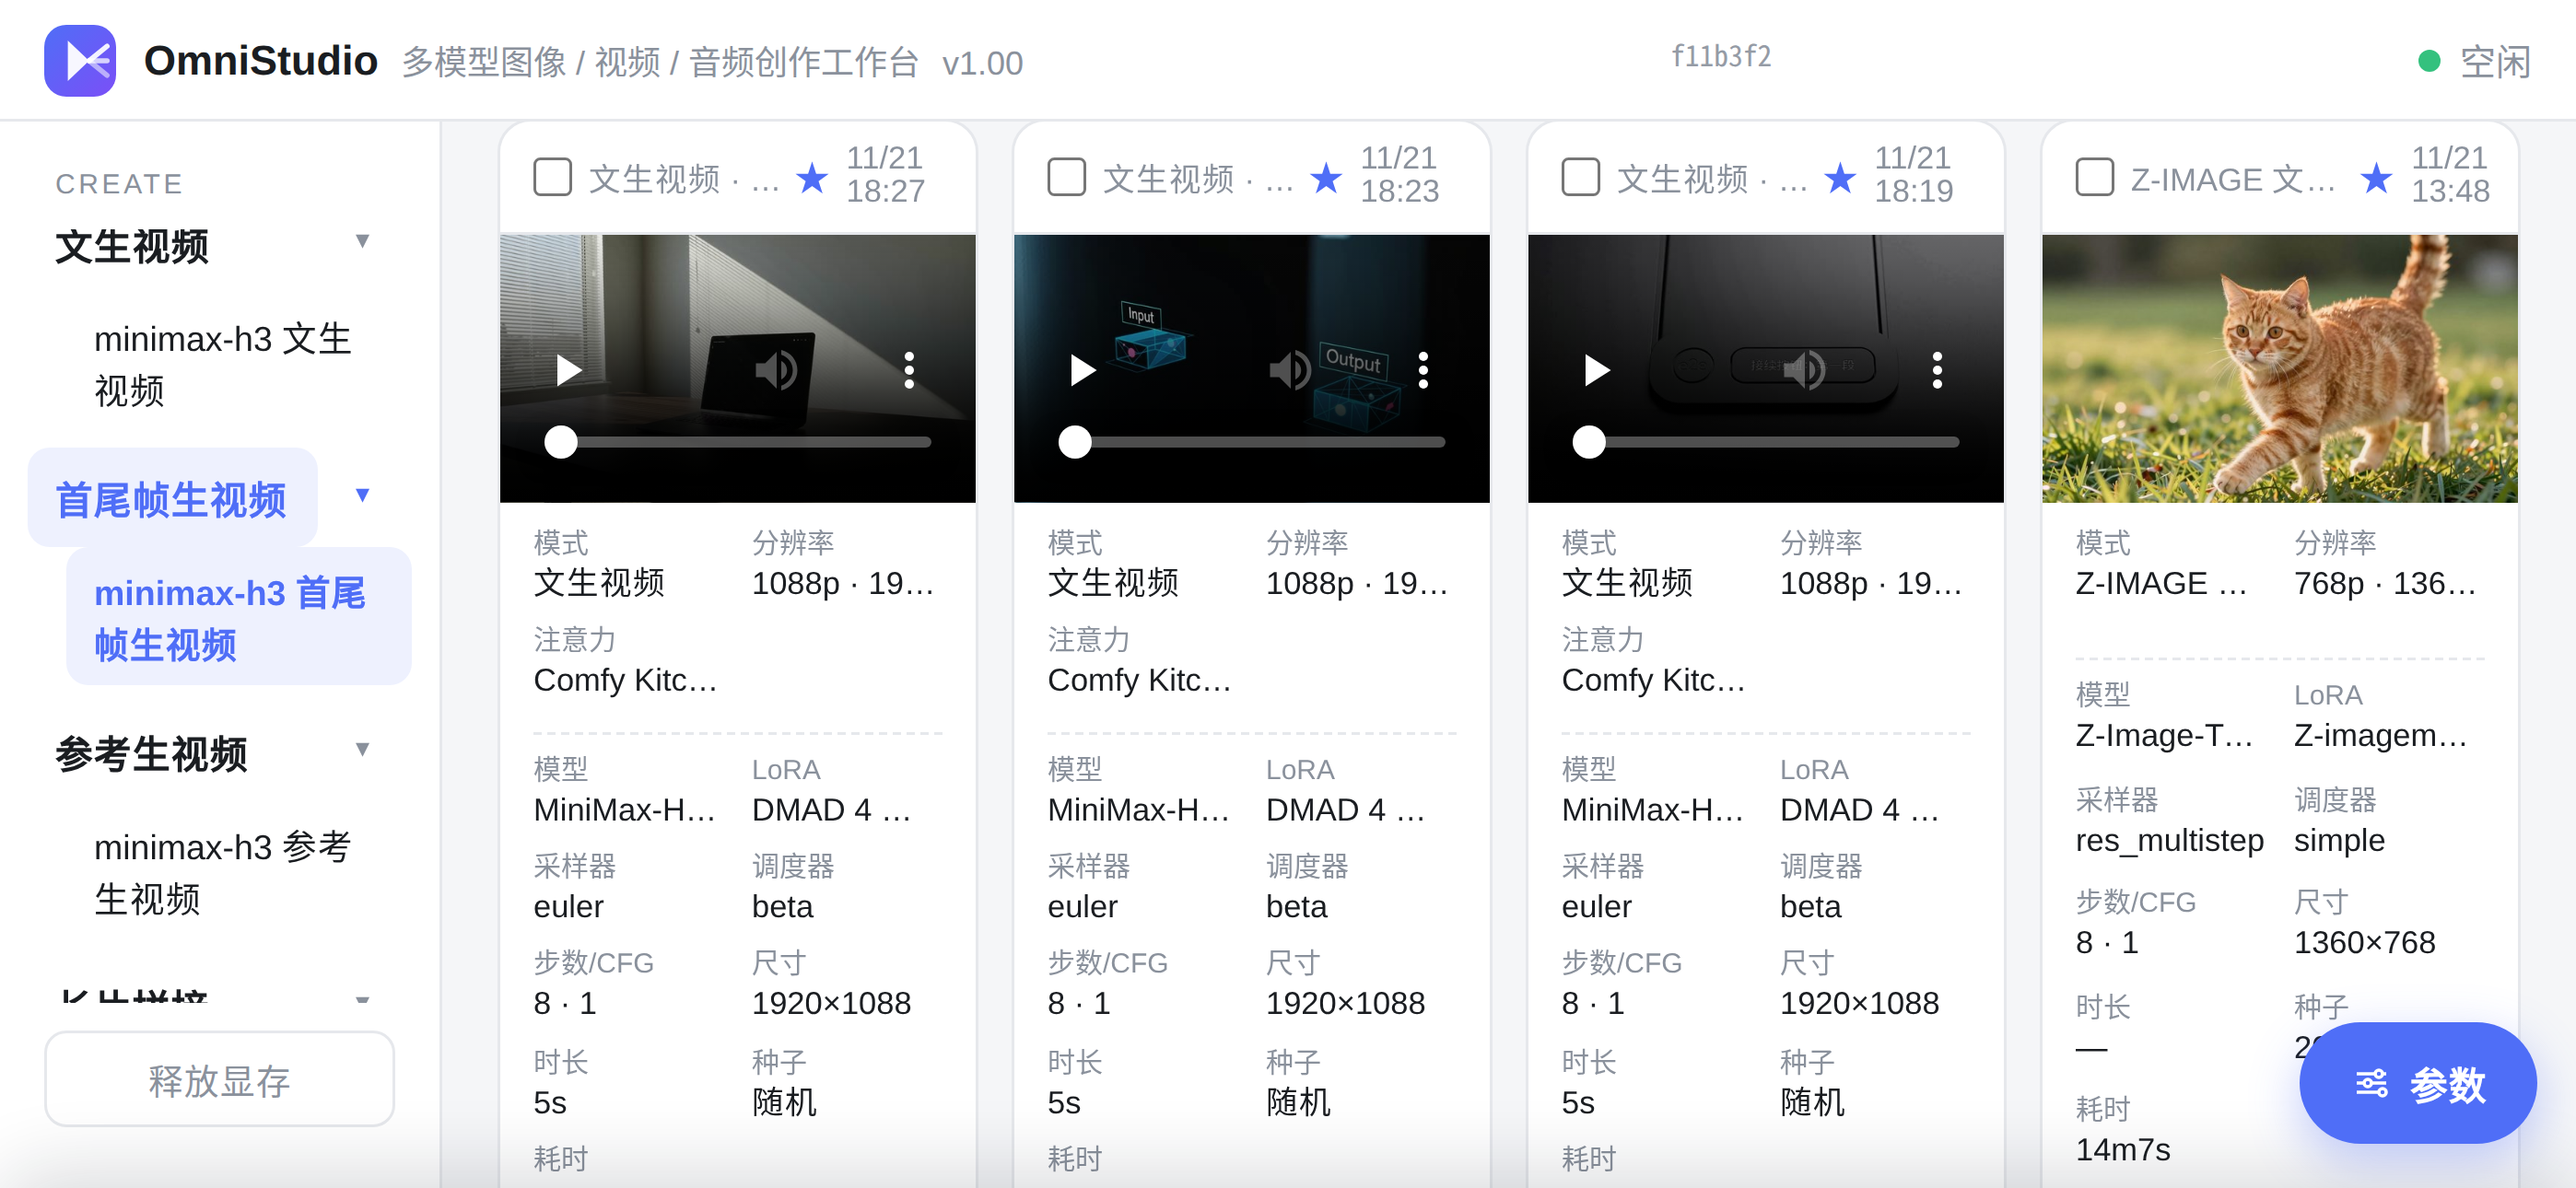 OmniStudio 多模型图像 / 视频 / 音频创作工作台 v1.00
f11b3f2
空闲
CREATE
文生视频
minimax-h3 文生
视频
首尾帧生视频
minimax-h3 首尾
帧生视频
参考生视频
minimax-h3 参考
生视频
释放显存
文生视频 · … ★ 11/21
18:27
模式 分辨率
文生视频 1088p · 19…
注意力
Comfy Kitc…
模型 LoRA
MiniMax-H… DMAD 4 …
采样器 调度器
euler beta
步数/CFG 尺寸
8 · 1 1920×1088
时长 种子
5s 随机
耗时
文生视频 · … ★ 11/21
18:23
Input
Output
模式 分辨率
文生视频 1088p · 19…
注意力
Comfy Kitc…
模型 LoRA
MiniMax-H… DMAD 4 …
采样器 调度器
euler beta
步数/CFG 尺寸
8 · 1 1920×1088
时长 种子
5s 随机
耗时
文生视频 · … ★ 11/21
18:19
模式 分辨率
文生视频 1088p · 19…
注意力
Comfy Kitc…
模型 LoRA
MiniMax-H… DMAD 4 …
采样器 调度器
euler beta
步数/CFG 尺寸
8 · 1 1920×1088
时长 种子
5s 随机
耗时
Z-IMAGE 文… ★ 11/21
13:48
模式 分辨率
Z-IMAGE … 768p · 136…
模型 LoRA
Z-Image-T… Z-imagem…
采样器 调度器
res_multistep simple
步数/CFG 尺寸
8 · 1 1360×768
时长 种子
—
耗时
14m7s
参数